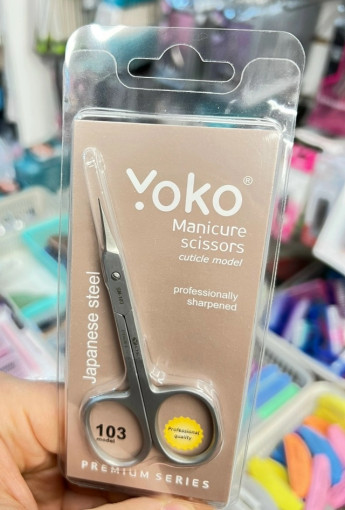 YOKO®
Manicure
scissors
cuticle model
professionally
sharpened
Japanese steel
103
model
Professional
quality
PREMIUM SERIES